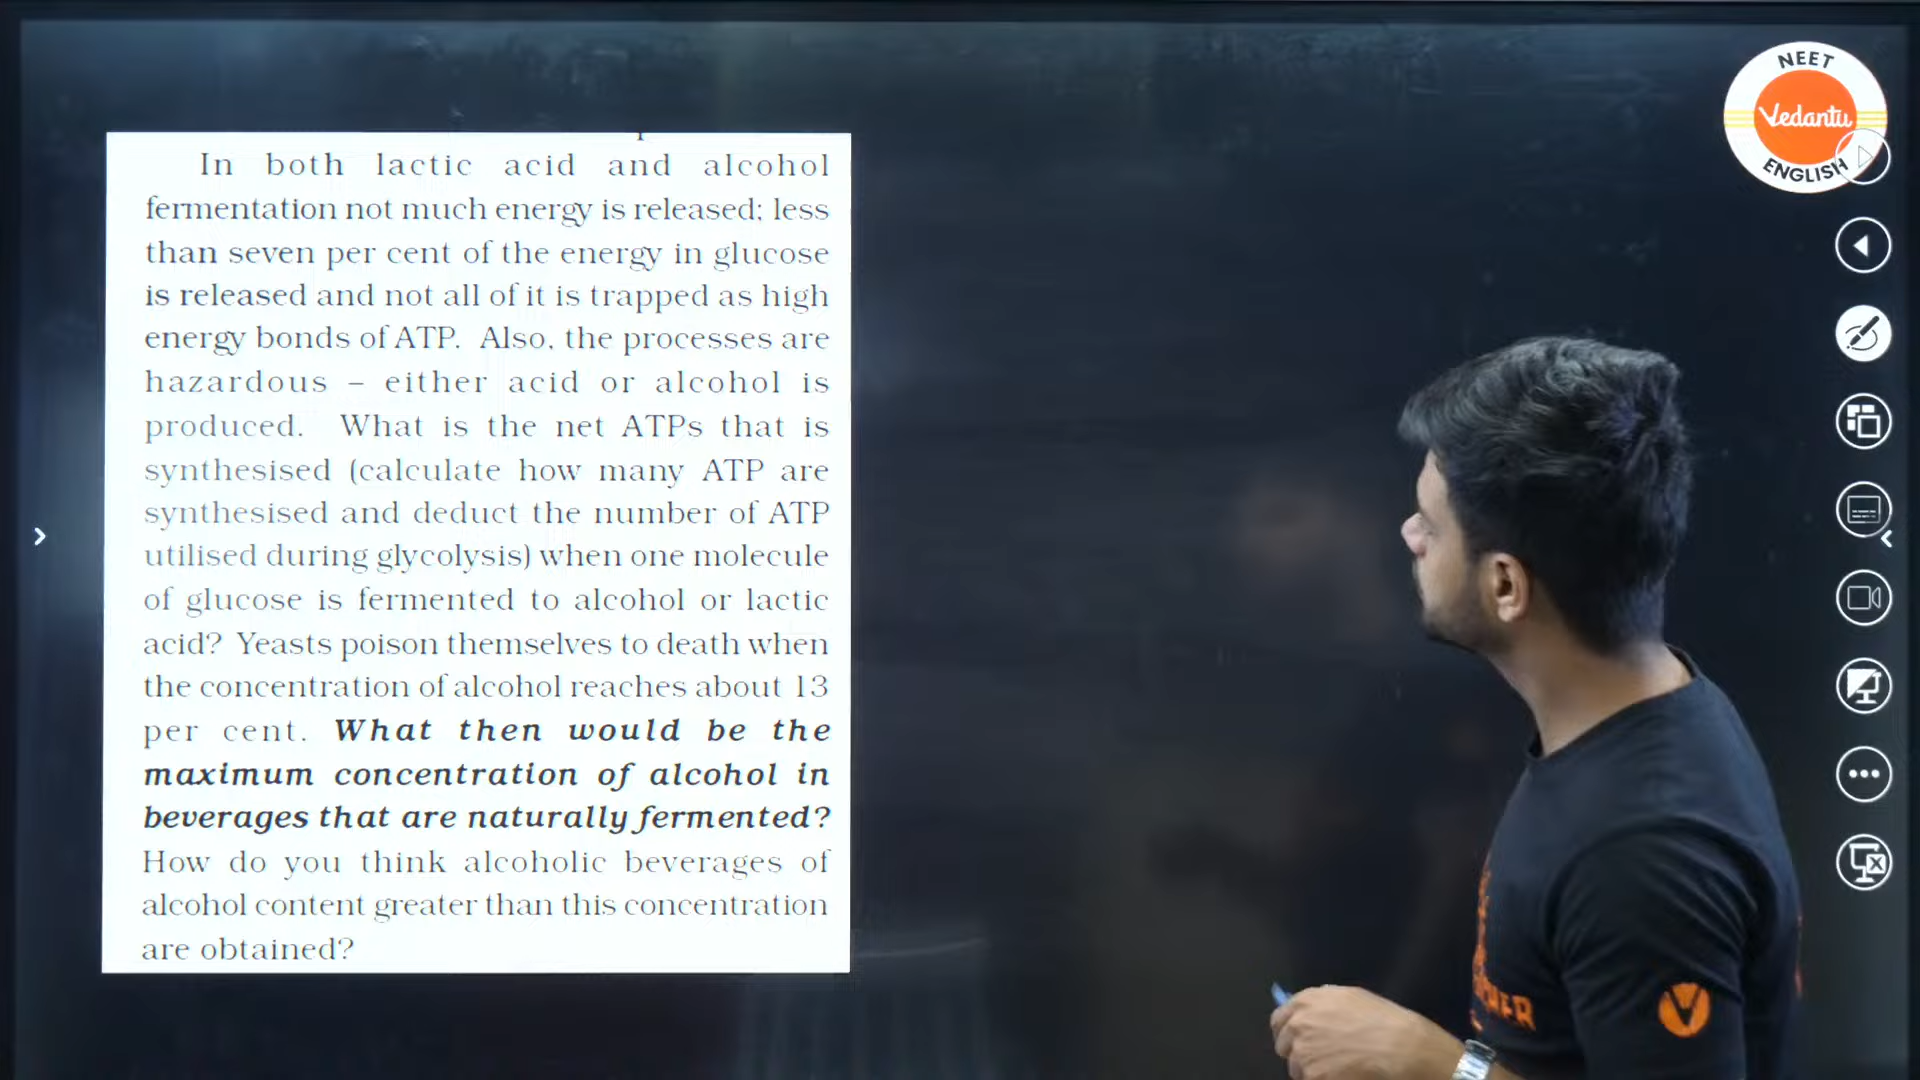 In both lactic acid and alcohol
fermentation not much energy is released; less
than seven per cent of the energy in glucose
is released and not all of it is trapped as high
energy bonds of ATP. Also, the processes are
hazardous – either acid or alcohol is
produced. What is the net ATPs that is
synthesised (calculate how many ATP are
synthesised and deduct the number of ATP
utilised during glycolysis) when one molecule
of glucose is fermented to alcohol or lactic
acid? Yeasts poison themselves to death when
the concentration of alcohol reaches about 13
per cent. What then would be the
maximum concentration of alcohol in
beverages that are naturally fermented?
How do you think alcoholic beverages of
alcohol content greater than this concentration
are obtained?
NEET
Vedantu
ENGLISH